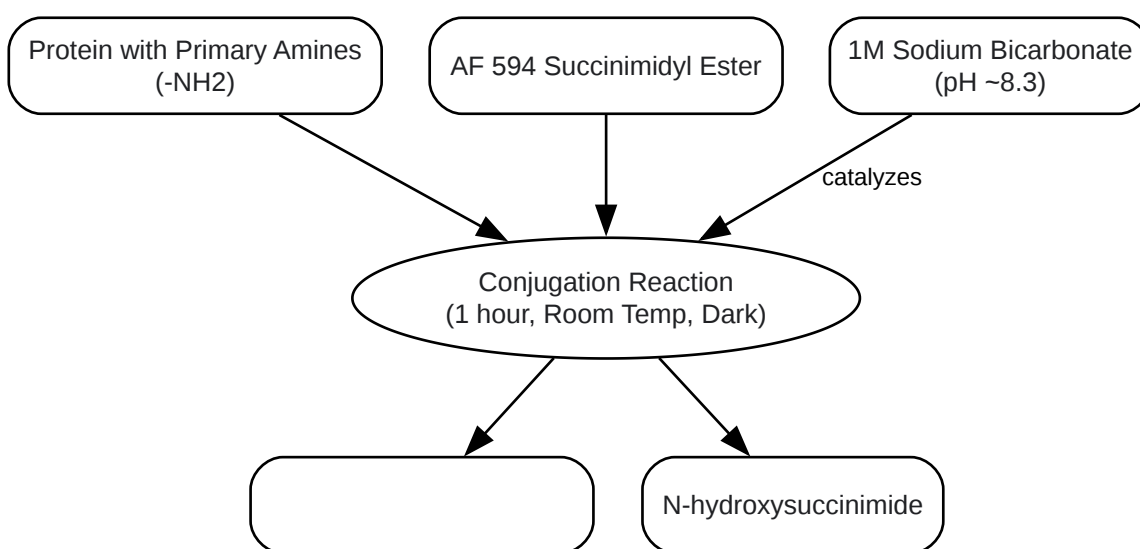 Protein with Primary Amines
(-NH2)
AF 594 Succinimidyl Ester
1M Sodium Bicarbonate
(pH ~8.3)
catalyzes
Conjugation Reaction
(1 hour, Room Temp, Dark)
N-hydroxysuccinimide